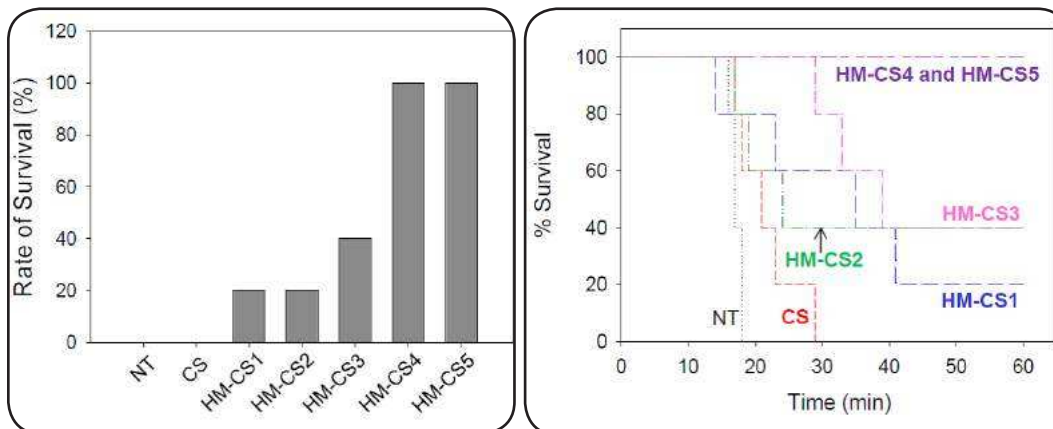 Rate of Survival (%)
120
100
80
60
40
20
0
NT
CS
HM-CS1
HM-CS2
HM-CS3
HM-CS4
HM-CS5
% Survival
100
80
60
40
20
0
HM-CS4 and HM-CS5
HM-CS3
HM-CS2
HM-CS1
NT
CS
0 10 20 30 40 50 60
Time (min)